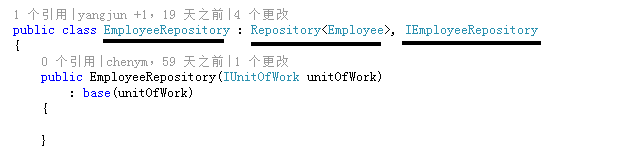 1 个引用|yangjun +1，19 天之前|4 个更改
public class EmployeeRepository : Repository<Employee>, IEmployeeRepository
{
0 个引用|chenym，59 天之前|1 个更改
public EmployeeRepository(IUnitOfWork unitOfWork)
: base(unitOfWork)
{
}